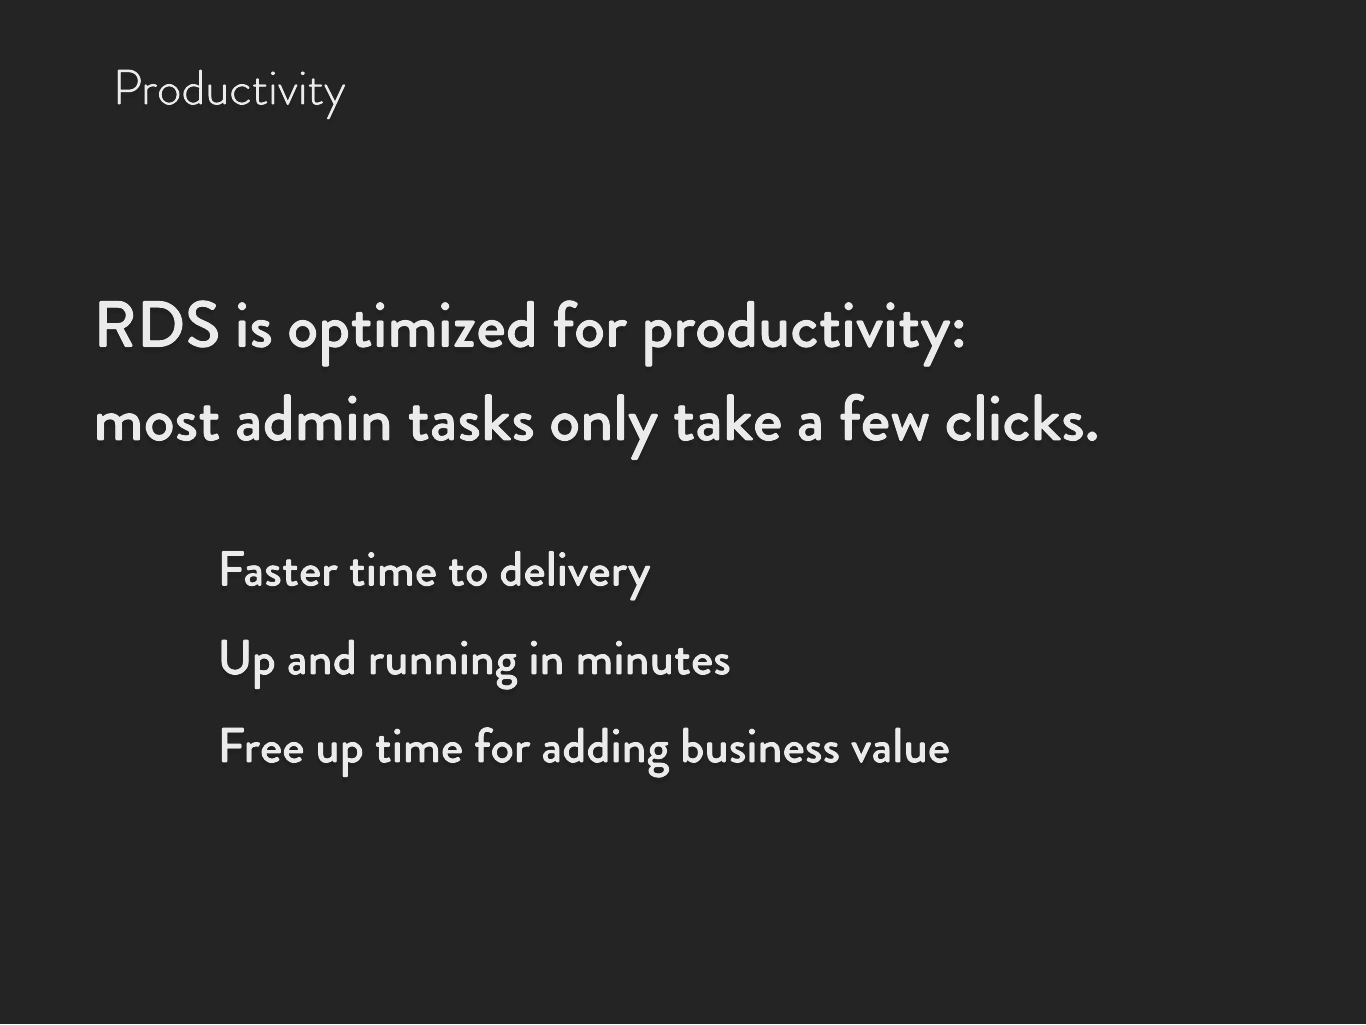 Productivity
RDS is optimized for productivity:
most admin tasks only take a few clicks.
Faster time to delivery
Up and running in minutes
Free up time for adding business value